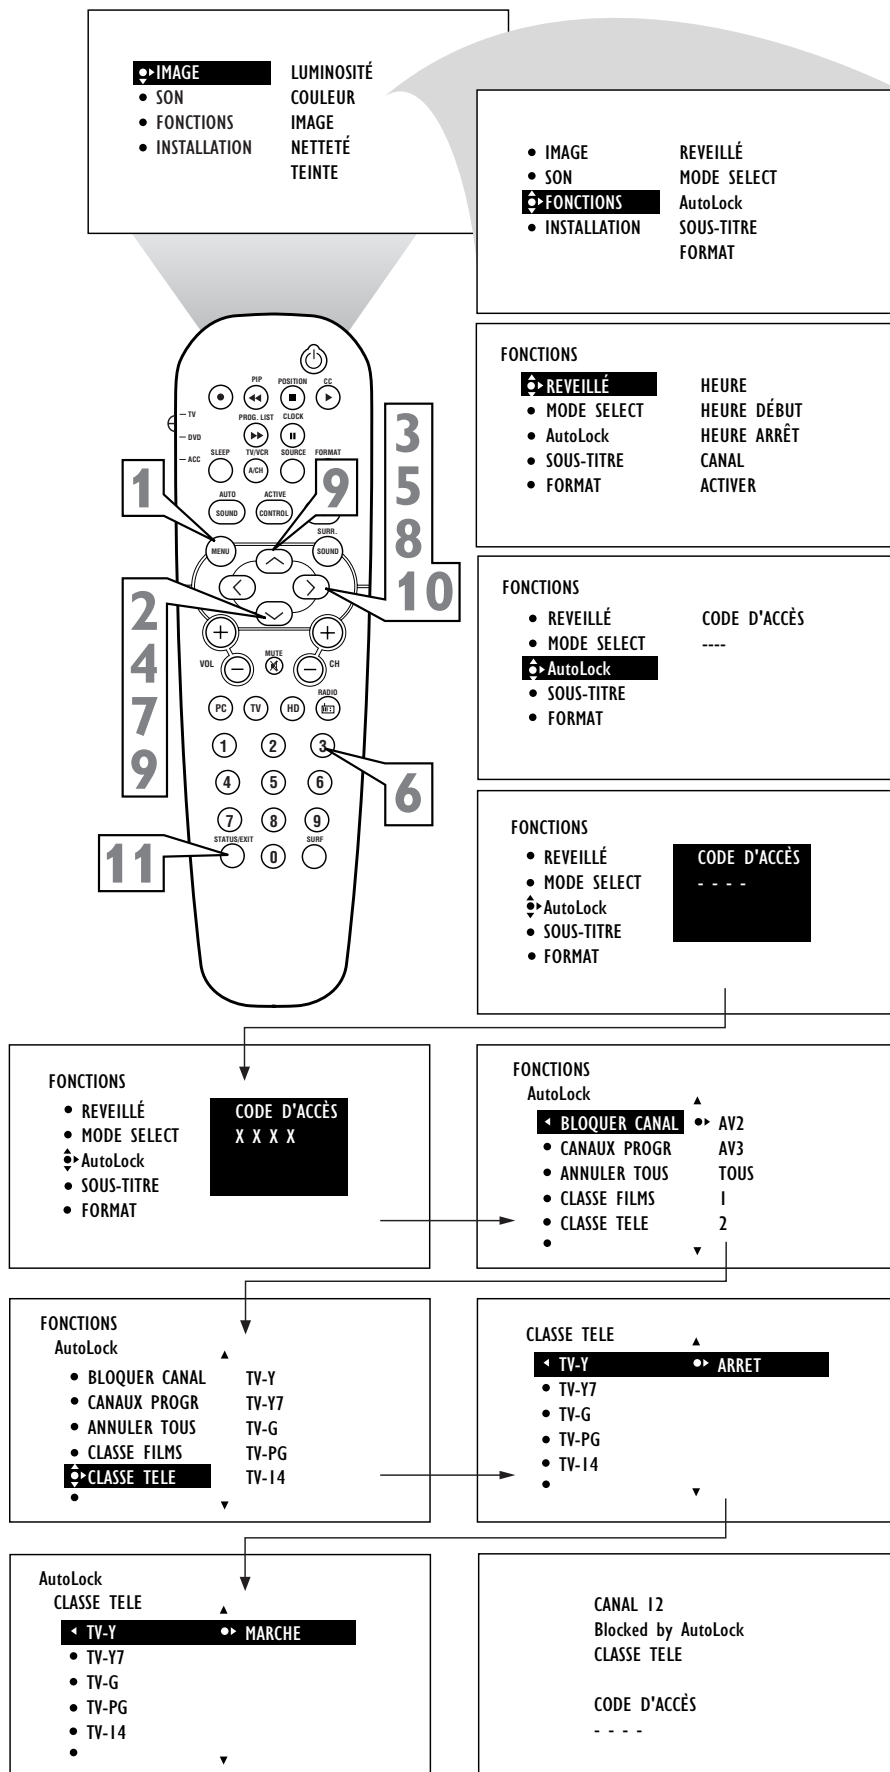 IMAGE LUMINOSITÉ
SON COULEUR
FONCTIONS IMAGE
INSTALLATION NETTETÉ
TEINTE
IMAGE REVEILLÉ
SON MODE SELECT
FONCTIONS AutoLock
INSTALLATION SOUS-TITRE
FORMAT
FONCTIONS
REVEILLÉ HEURE
MODE SELECT HEURE DÉBUT
AutoLock HEURE ARRÊT
SOUS-TITRE CANAL
FORMAT ACTIVER
FONCTIONS
REVEILLÉ CODE D'ACCÈS
MODE SELECT ----
AutoLock
SOUS-TITRE
FORMAT
FONCTIONS
REVEILLÉ CODE D'ACCÈS
MODE SELECT - - - -
AutoLock
SOUS-TITRE
FORMAT
PIP POSITION CC
TV
PROG. LIST CLOCK
DVD
ACC
SLEEP TV/VCR SOURCE FORMAT
A/CH
AUTO ACTIVE
SOUND CONTROL
SURR.
MENU SOUND
VOL MUTE CH
RADIO
PC TV HD
1 2 3
4 5 6
7 8 9
STATUS/EXIT SURF
0
1
9
3
5
8
10
2
4
7
9
6
11
FONCTIONS
REVEILLÉ CODE D'ACCÈS
MODE SELECT X X X X
AutoLock
SOUS-TITRE
FORMAT
FONCTIONS
AutoLock
BLOQUER CANAL AV2
CANAUX PROGR AV3
ANNULER TOUS TOUS
CLASSE FILMS 1
CLASSE TELE 2
FONCTIONS
AutoLock
BLOQUER CANAL TV-Y
CANAUX PROGR TV-Y7
ANNULER TOUS TV-G
CLASSE FILMS TV-PG
CLASSE TELE TV-14
CLASSE TELE
TV-Y ARRET
TV-Y7
TV-G
TV-PG
TV-14
AutoLock
CLASSE TELE
TV-Y MARCHE
TV-Y7
TV-G
TV-PG
TV-14
CANAL 12
Blocked by AutoLock
CLASSE TELE
CODE D'ACCÈS
- - - -